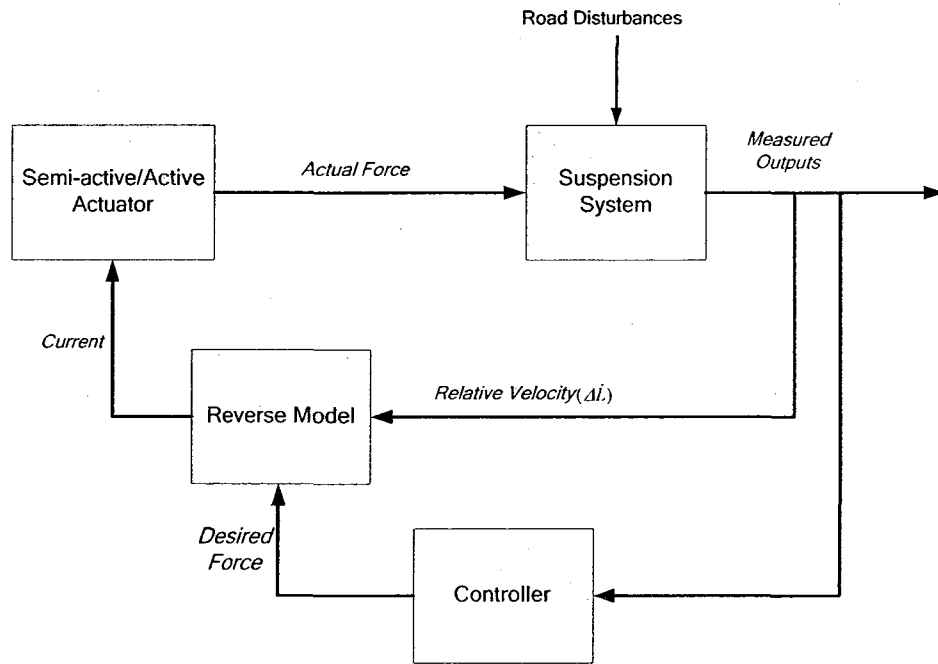 Road Disturbances
Semi-active/Active
Actuator
Actual Force
Suspension
System
Measured
Outputs
Current
Reverse Model
Relative Velocity(ΔL̇)
Desired
Force
Controller